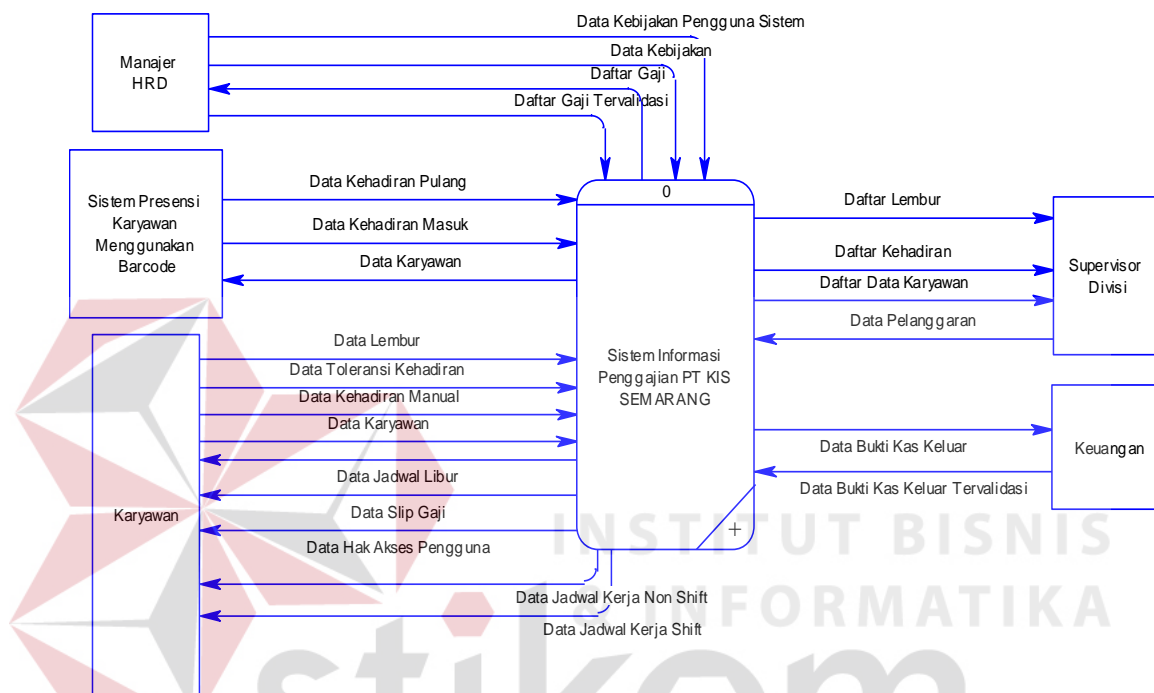 Data Kebijakan Pengguna Sistem
Manajer
HRD
Data Kebijakan
Daftar Gaji
Daftar Gaji Tervalidasi
Sistem Presensi
Karyawan
Menggunakan
Barcode
Data Kehadiran Pulang
Data Kehadiran Masuk
Data Karyawan
0
Sistem Informasi
Penggajian PT KIS
SEMARANG
+
Daftar Lembur
Daftar Kehadiran
Daftar Data Karyawan
Data Pelanggaran
Supervisor
Divisi
Data Lembur
Data Toleransi Kehadiran
Data Kehadiran Manual
Data Karyawan
Data Jadwal Libur
Data Slip Gaji
Data Hak Akses Pengguna
Karyawan
Data Jadwal Kerja Non Shift
Data Jadwal Kerja Shift
Data Bukti Kas Keluar
Data Bukti Kas Keluar Tervalidasi
Keuangan
INSTITUT BISNIS
& INFORMATIKA
stikom